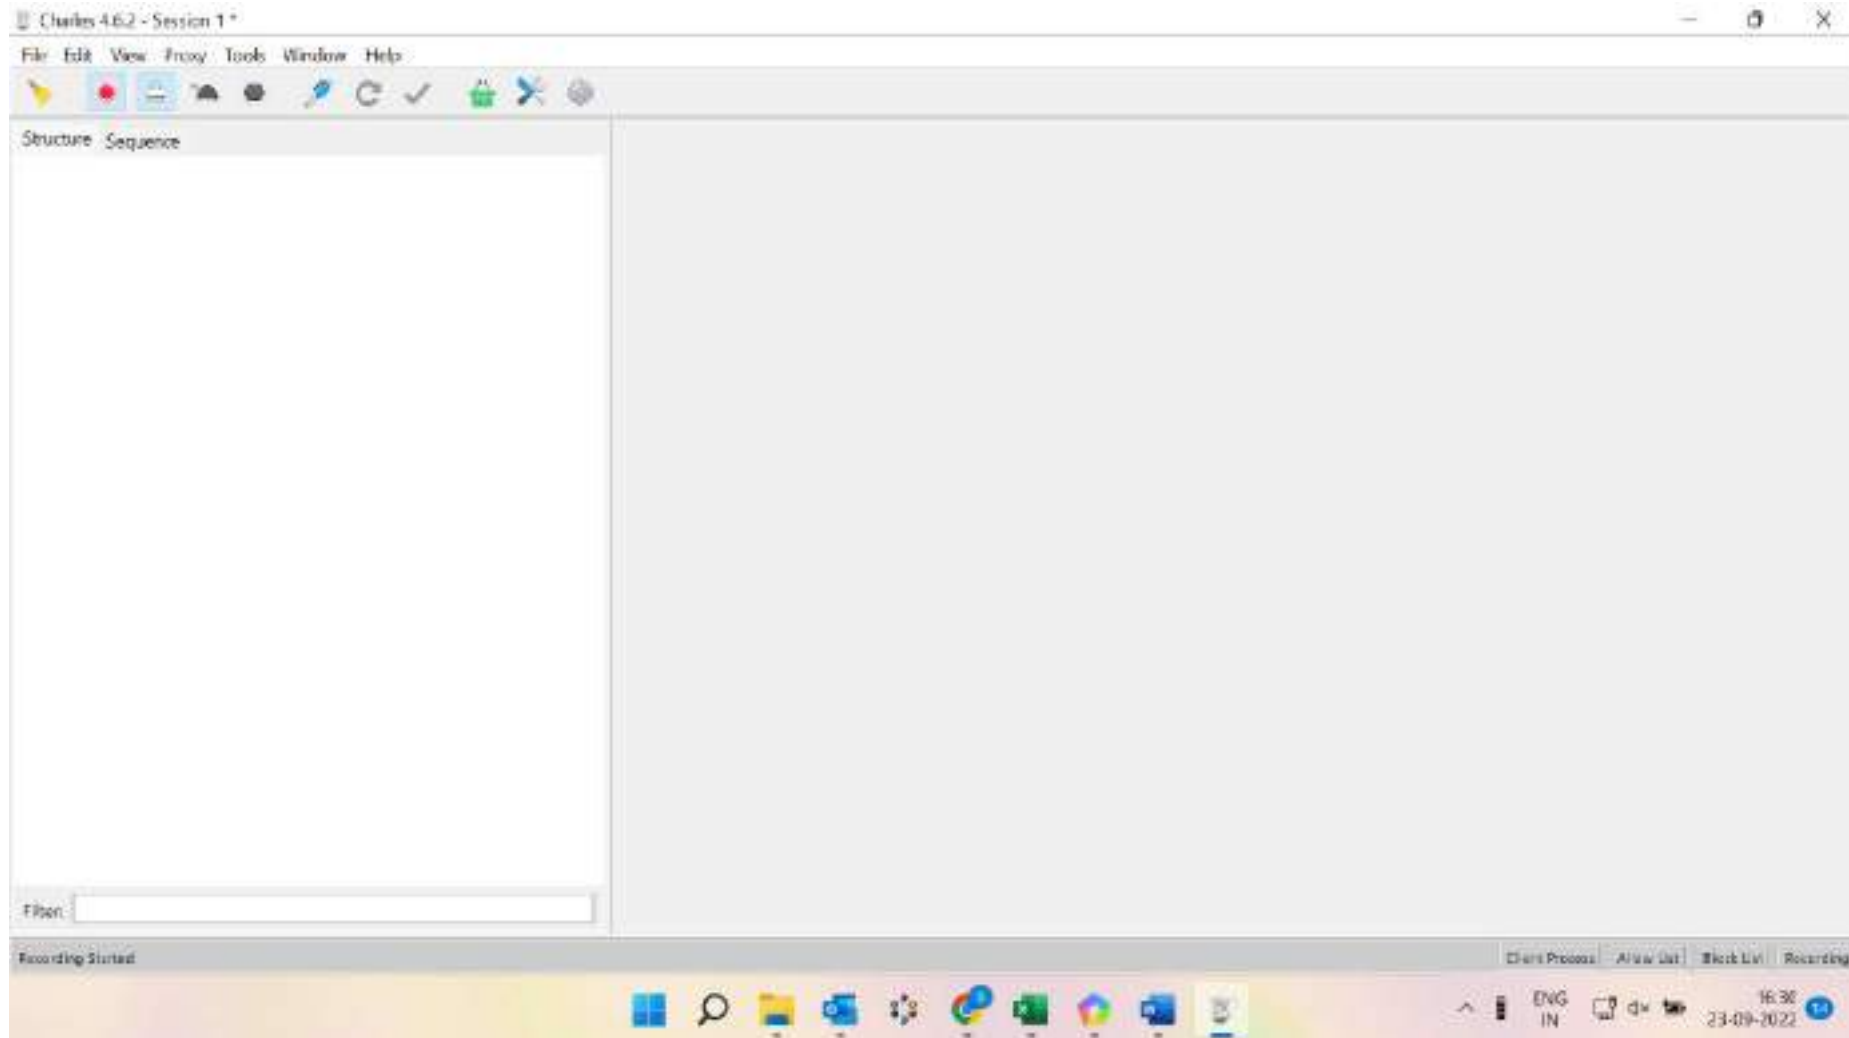 Charles 4.6.2 - Session 1 *
File Edit View Proxy Tools Window Help
Structure Sequence
Filter:
Recording Started
Client Process Allow List Block List Recording
ENG
IN
16:30
23-09-2022
14